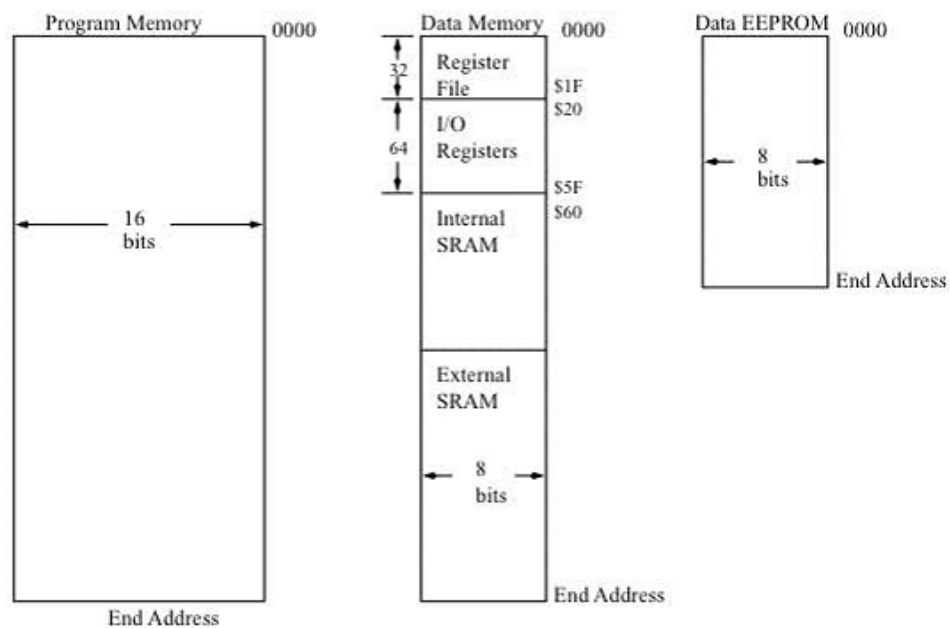 Program Memory
0000
16
bits
End Address
Data Memory
0000
32
Register
File
$1F
$20
64
I/O
Registers
$5F
$60
Internal
SRAM
External
SRAM
8
bits
End Address
Data EEPROM
0000
8
bits
End Address